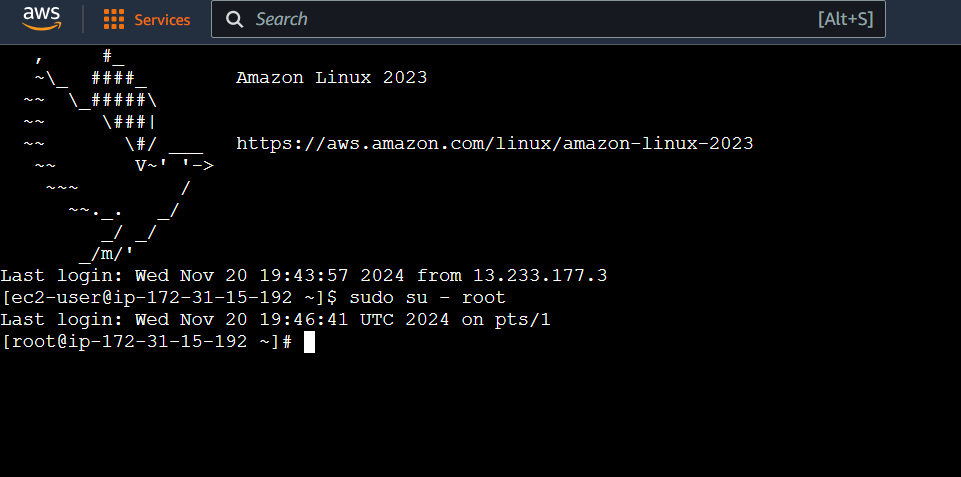 aws Services Search [Alt+S]
   ,     #_
   ~\_  ####_        Amazon Linux 2023
  ~~  \_#####\
  ~~     \###|
  ~~       \#/ ___   https://aws.amazon.com/linux/amazon-linux-2023
   ~~       V~' '->
    ~~~         /
      ~~._.   _/
         _/ _/
       _/m/'
Last login: Wed Nov 20 19:43:57 2024 from 13.233.177.3
[ec2-user@ip-172-31-15-192 ~]$ sudo su - root
Last login: Wed Nov 20 19:46:41 UTC 2024 on pts/1
[root@ip-172-31-15-192 ~]#